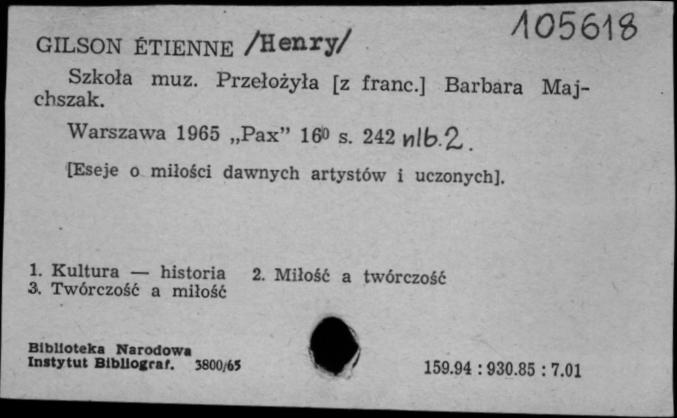 GILSON ÉTIENNE /Henry/ 105618
Szkoła muz. Przełożyła [z franc.] Barbara Maj-
chszak.
Warszawa 1965 „Pax” 16⁰ s. 242 nlb. 2.
[Eseje o miłości dawnych artystów i uczonych].
1. Kultura — historia 2. Miłość a twórczość
3. Twórczość a miłość
Biblioteka Narodowa
Instytut Bibliograf. 3800/65 159.94 : 930.85 : 7.01